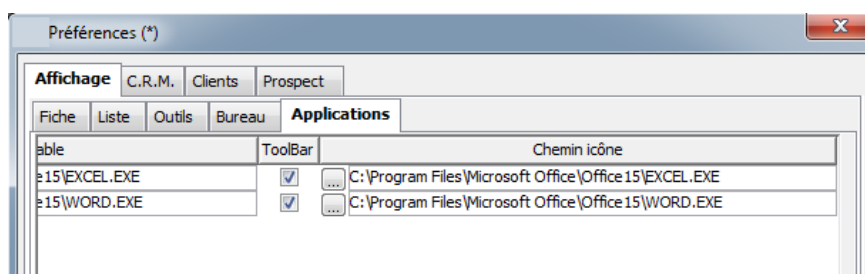 Préférences (*)
Affichage C.R.M. Clients Prospect
Fiche Liste Outils Bureau Applications
able ToolBar Chemin icône
e15\EXCEL.EXE ... C:\Program Files\Microsoft Office\Office15\EXCEL.EXE
e15\WORD.EXE ... C:\Program Files\Microsoft Office\Office15\WORD.EXE